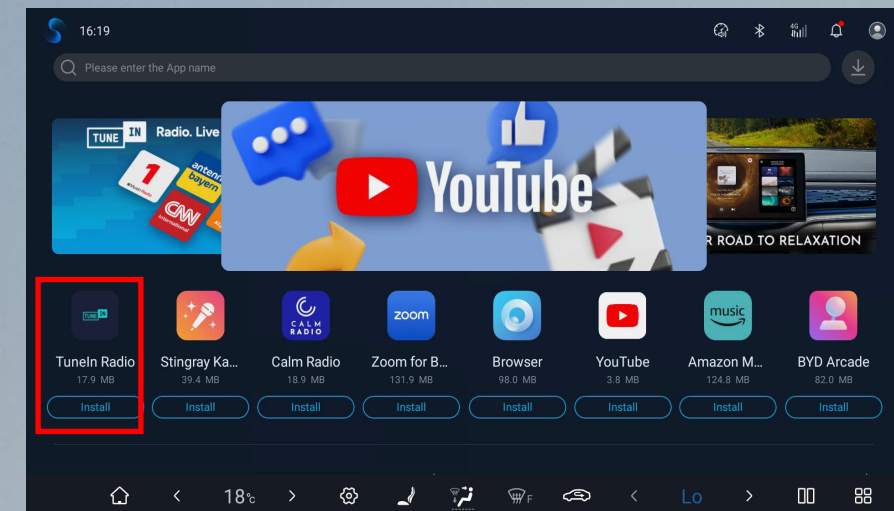 16:19
4G
Please enter the App name
TUNE IN Radio. Live
1
antenne
bayern
CNN
International
YouTube
R ROAD TO RELAXATION
TUNE IN
CALM
RADIO
zoom
music
TuneIn Radio
Stingray Ka...
Calm Radio
Zoom for B...
Browser
YouTube
Amazon M...
BYD Arcade
17.9 MB
39.4 MB
18.9 MB
131.9 MB
98.0 MB
3.8 MB
124.8 MB
82.0 MB
Install
Install
Install
Install
Install
Install
Install
Install
18°c
F
Lo